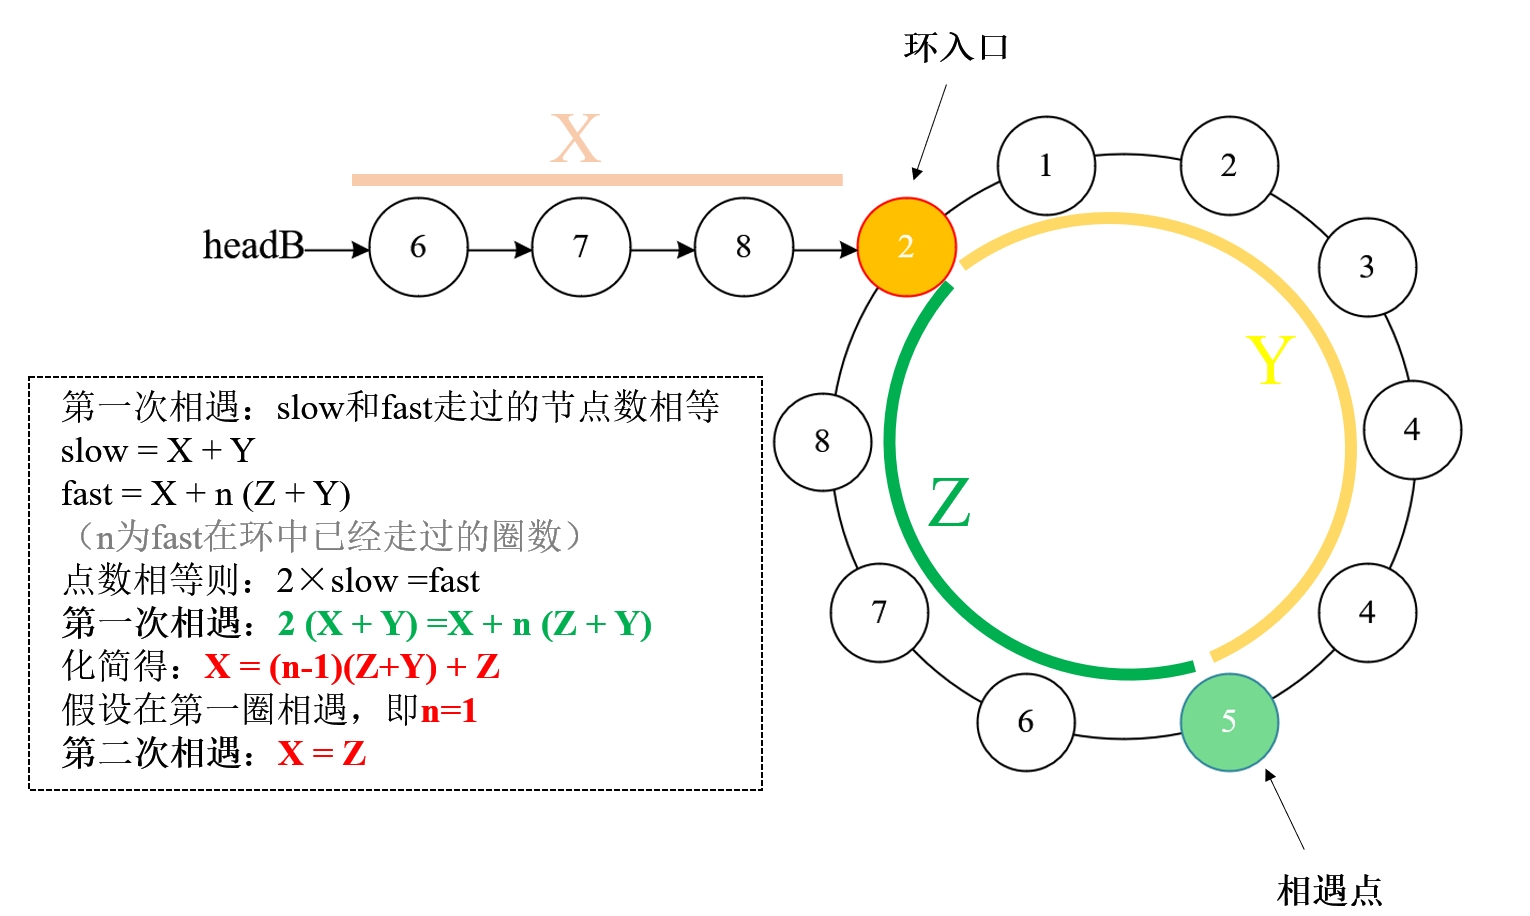 环入口
X
headB
6
7
8
2
1
2
3
4
4
5
6
7
8
Y
Z
第一次相遇：slow和fast走过的节点数相等
slow = X + Y
fast = X + n (Z + Y)
（n为fast在环中已经走过的圈数）
点数相等则：2×slow =fast
第一次相遇：2 (X + Y) =X + n (Z + Y)
化简得：X = (n-1)(Z+Y) + Z
假设在第一圈相遇，即n=1
第二次相遇：X = Z
相遇点